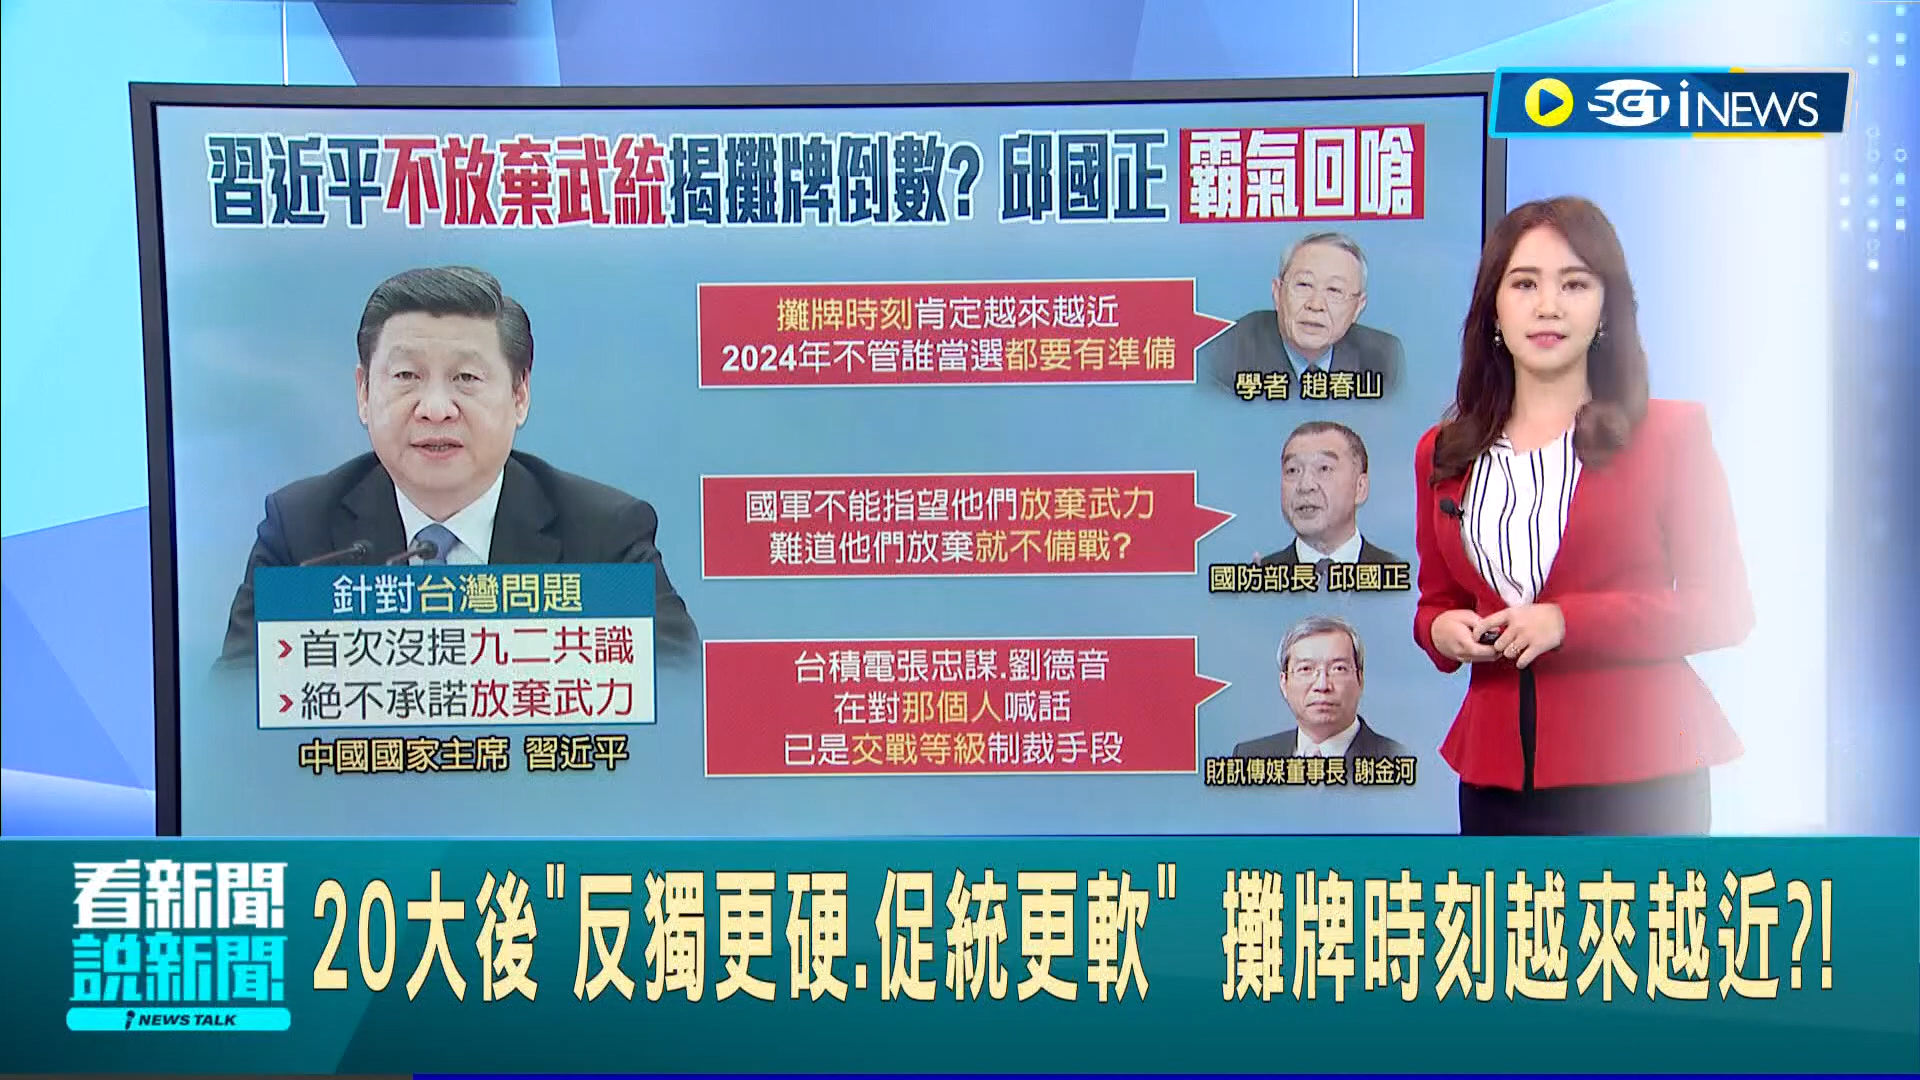 SET iNEWS
習近平不放棄武統揭攤牌倒數? 邱國正 霸氣回嗆
攤牌時刻肯定越來越近
2024年不管誰當選都要有準備
學者 趙春山
國軍不能指望他們放棄武力
難道他們放棄就不備戰?
國防部長 邱國正
針對台灣問題
首次沒提九二共識
絕不承諾放棄武力
中國國家主席 習近平
台積電張忠謀.劉德音
在對那個人喊話
已是交戰等級制裁手段
財訊傳媒董事長 謝金河
看新聞
說新聞
iNEWS TALK
20大後"反獨更硬.促統更軟" 攤牌時刻越來越近?!